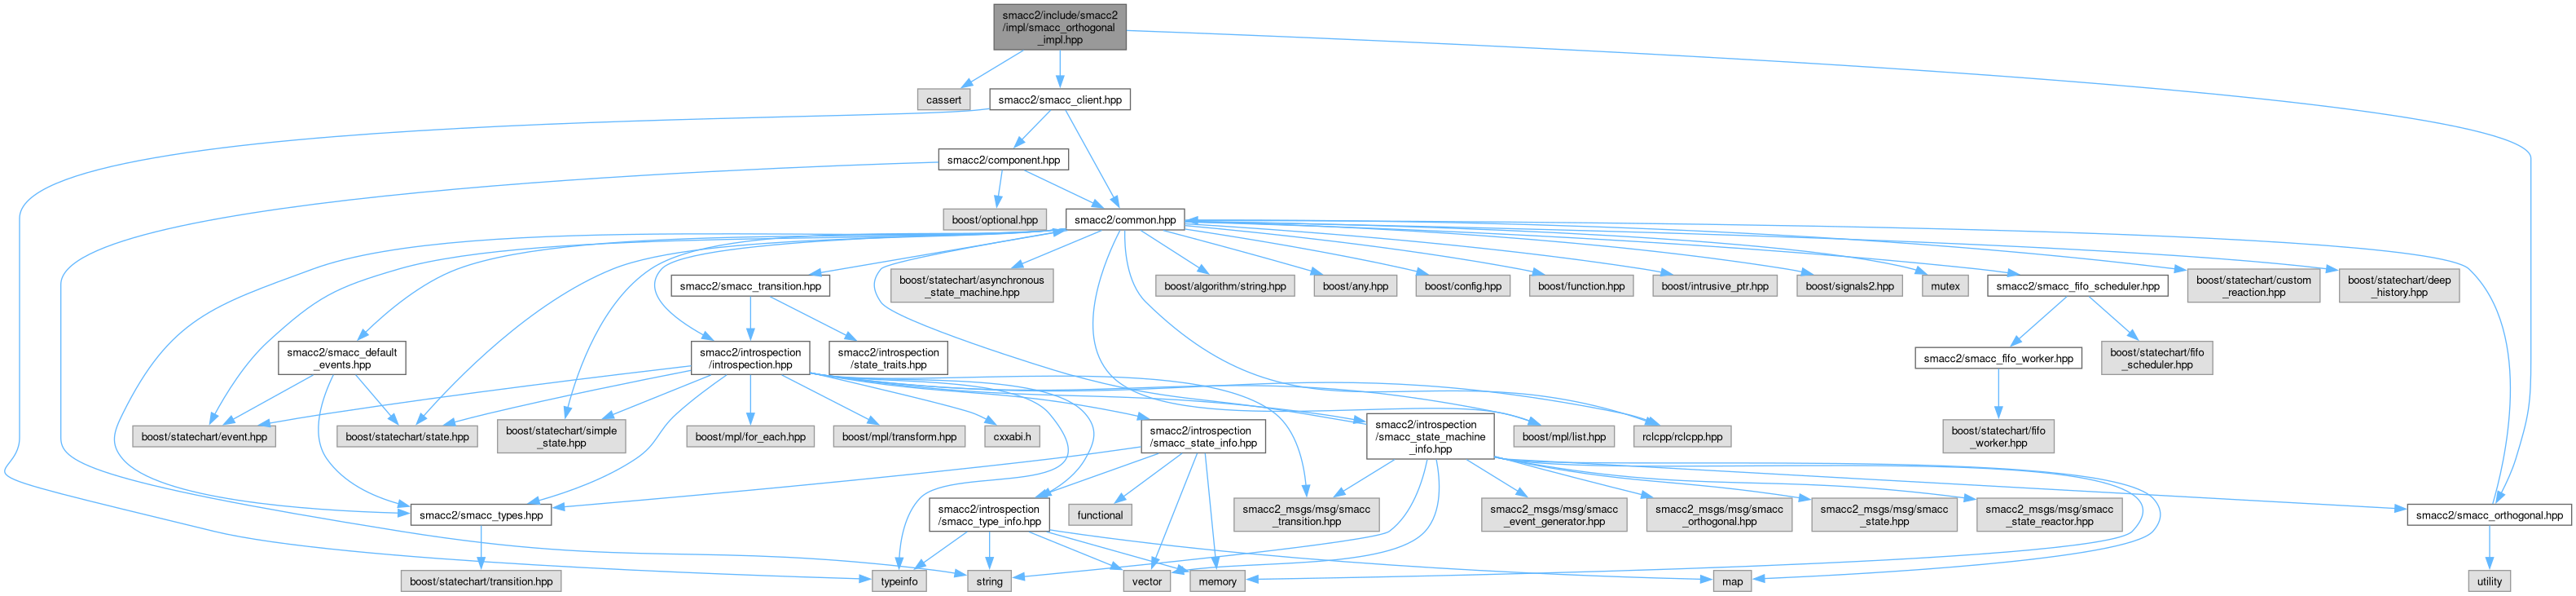 smacc2/include/smacc2
/impl/smacc_orthogonal
_impl.hpp
cassert
smacc2/smacc_client.hpp
smacc2/component.hpp
boost/optional.hpp
smacc2/common.hpp
smacc2/smacc_transition.hpp
boost/statechart/asynchronous
_state_machine.hpp
boost/algorithm/string.hpp
boost/any.hpp
boost/config.hpp
boost/function.hpp
boost/intrusive_ptr.hpp
boost/signals2.hpp
mutex
smacc2/smacc_fifo_scheduler.hpp
boost/statechart/custom
_reaction.hpp
boost/statechart/deep
_history.hpp
smacc2/smacc_default
_events.hpp
smacc2/introspection
/introspection.hpp
smacc2/introspection
/state_traits.hpp
smacc2/smacc_fifo_worker.hpp
boost/statechart/fifo
_scheduler.hpp
boost/statechart/event.hpp
boost/statechart/state.hpp
boost/statechart/simple
_state.hpp
boost/mpl/for_each.hpp
boost/mpl/transform.hpp
cxxabi.h
smacc2/introspection
/smacc_state_info.hpp
smacc2/introspection
/smacc_state_machine
_info.hpp
boost/mpl/list.hpp
rclcpp/rclcpp.hpp
boost/statechart/fifo
_worker.hpp
smacc2/smacc_types.hpp
smacc2/introspection
/smacc_type_info.hpp
functional
smacc2_msgs/msg/smacc
_transition.hpp
smacc2_msgs/msg/smacc
_event_generator.hpp
smacc2_msgs/msg/smacc
_orthogonal.hpp
smacc2_msgs/msg/smacc
_state.hpp
smacc2_msgs/msg/smacc
_state_reactor.hpp
smacc2/smacc_orthogonal.hpp
boost/statechart/transition.hpp
typeinfo
string
vector
memory
map
utility